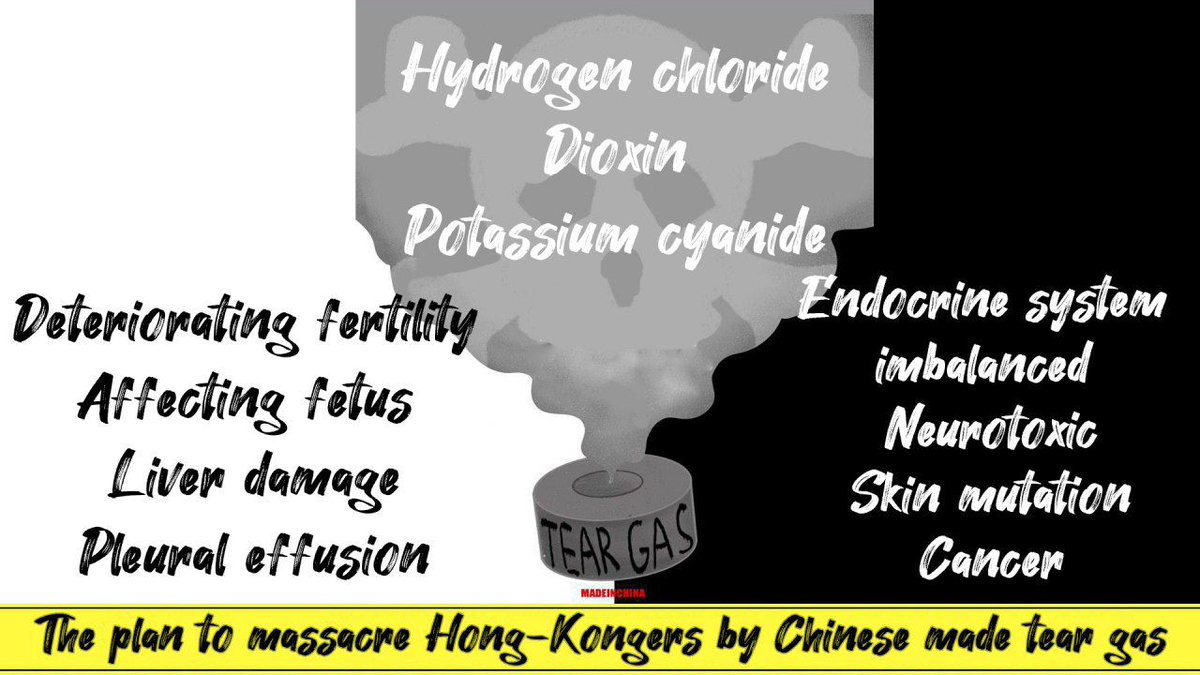 Hydrogen chloride
Dioxin
Potassium cyanide
Deteriorating fertility
Affecting fetus
Liver damage
Pleural effusion
Endocrine system
imbalanced
Neurotoxic
Skin mutation
Cancer
TEAR GAS
MADEINCHINA
The plan to massacre Hong-Kongers by Chinese made tear gas